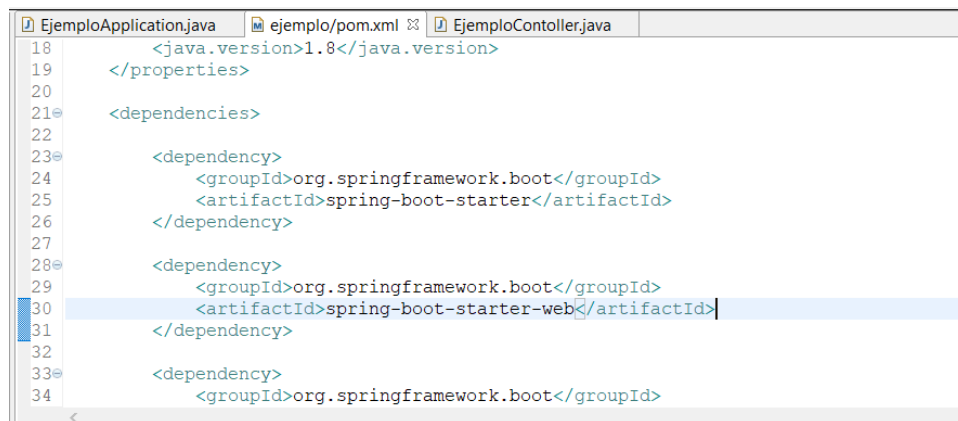 EjemploApplication.java ejemplo/pom.xml EjemploContoller.java
18 <java.version>1.8</java.version>
19 </properties>
20
21 <dependencies>
22
23 <dependency>
24 <groupId>org.springframework.boot</groupId>
25 <artifactId>spring-boot-starter</artifactId>
26 </dependency>
27
28 <dependency>
29 <groupId>org.springframework.boot</groupId>
30 <artifactId>spring-boot-starter-web</artifactId>
31 </dependency>
32
33 <dependency>
34 <groupId>org.springframework.boot</groupId>